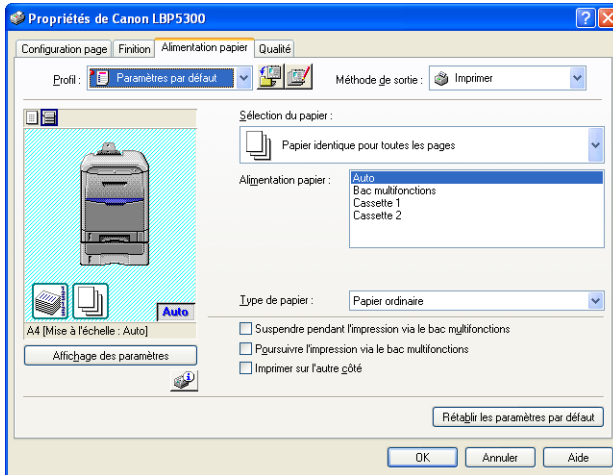 Propriétés de Canon LBP5300
Configuration page Finition Alimentation papier Qualité
Profil : Paramètres par défaut Méthode de sortie : Imprimer
Sélection du papier :
Papier identique pour toutes les pages
Alimentation papier :
Auto
Bac multifonctions
Cassette 1
Cassette 2
Auto
Type de papier : Papier ordinaire
A4 [Mise à l'échelle : Auto]
Suspendre pendant l'impression via le bac multifonctions
Affichage des paramètres
Poursuivre l'impression via le bac multifonctions
Imprimer sur l'autre côté
Rétablir les paramètres par défaut
OK Annuler Aide